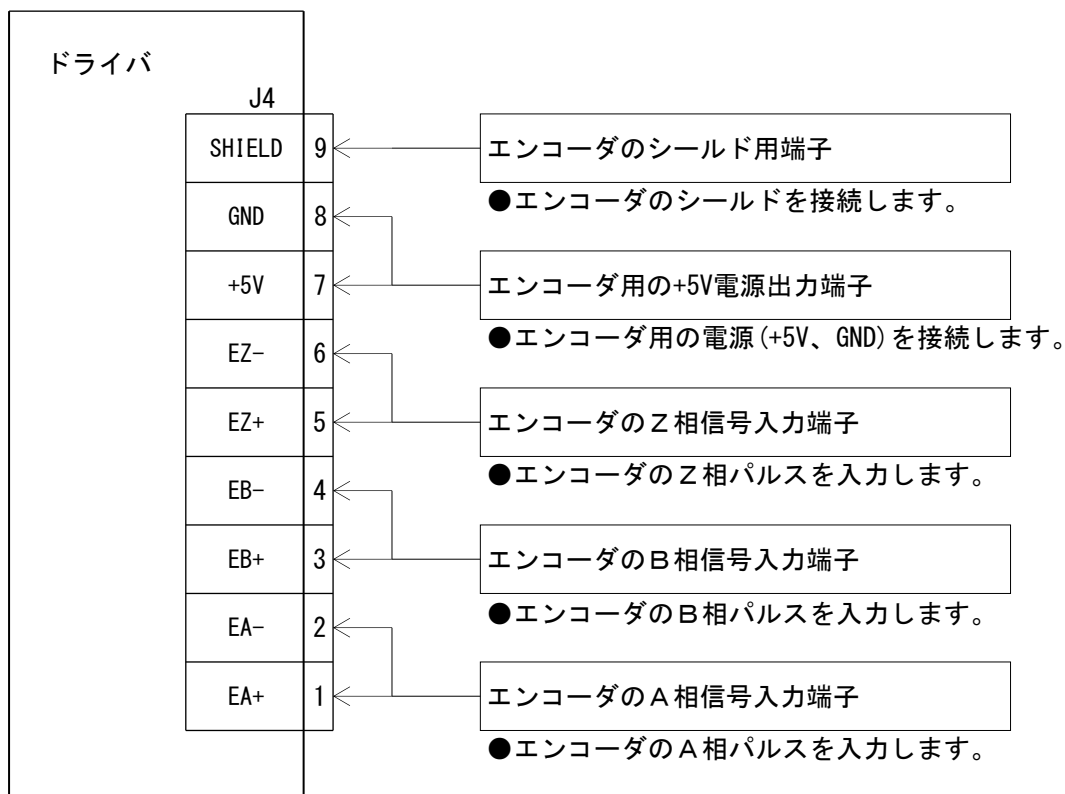 ドライバ
J4
SHIELD 9 エンコーダのシールド用端子
●エンコーダのシールドを接続します。
GND 8
+5V 7 エンコーダ用の+5V電源出力端子
●エンコーダ用の電源(+5V、GND)を接続します。
EZ- 6
EZ+ 5 エンコーダのZ相信号入力端子
●エンコーダのZ相パルスを入力します。
EB- 4
EB+ 3 エンコーダのB相信号入力端子
●エンコーダのB相パルスを入力します。
EA- 2
EA+ 1 エンコーダのA相信号入力端子
●エンコーダのA相パルスを入力します。